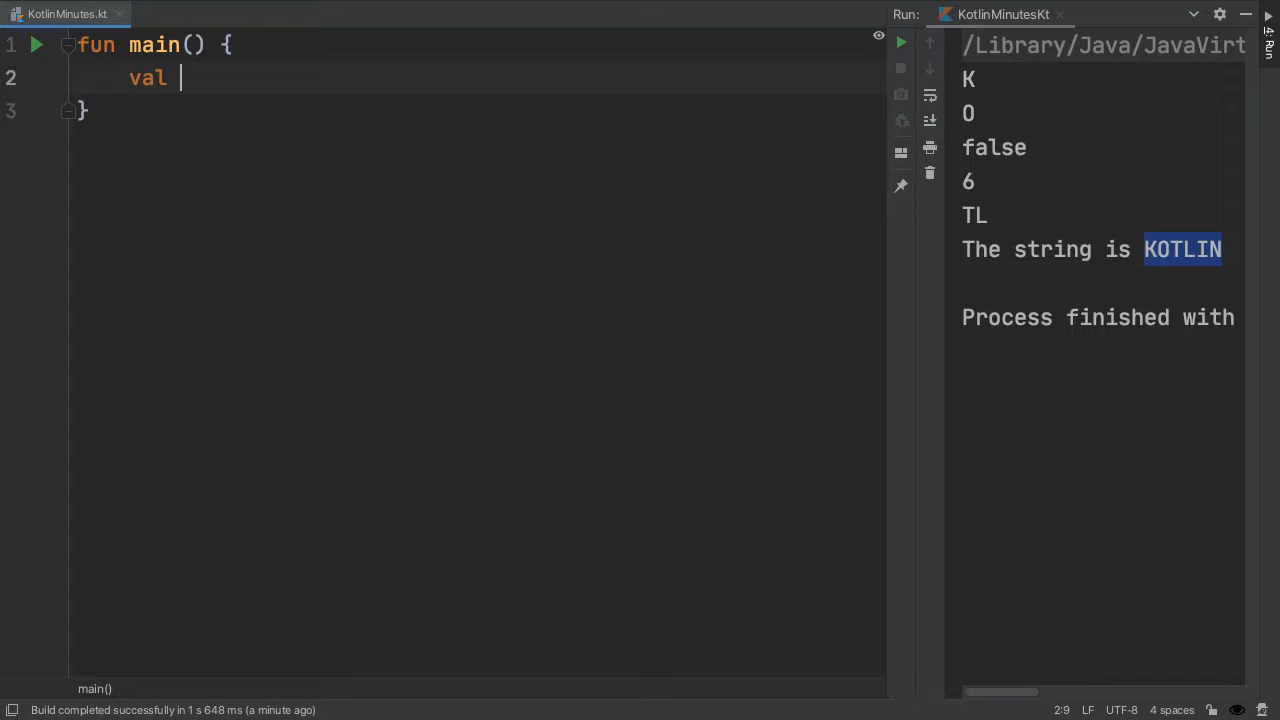 KotlinMinutes.kt
Run: KotlinMinutesKt
1 fun main() {
2 val
3 }
/Library/Java/JavaVirt
K
O
false
6
TL
The string is KOTLIN
Process finished with
4: Run
main()
Build completed successfully in 1 s 648 ms (a minute ago)
2:9 LF UTF-8 4 spaces